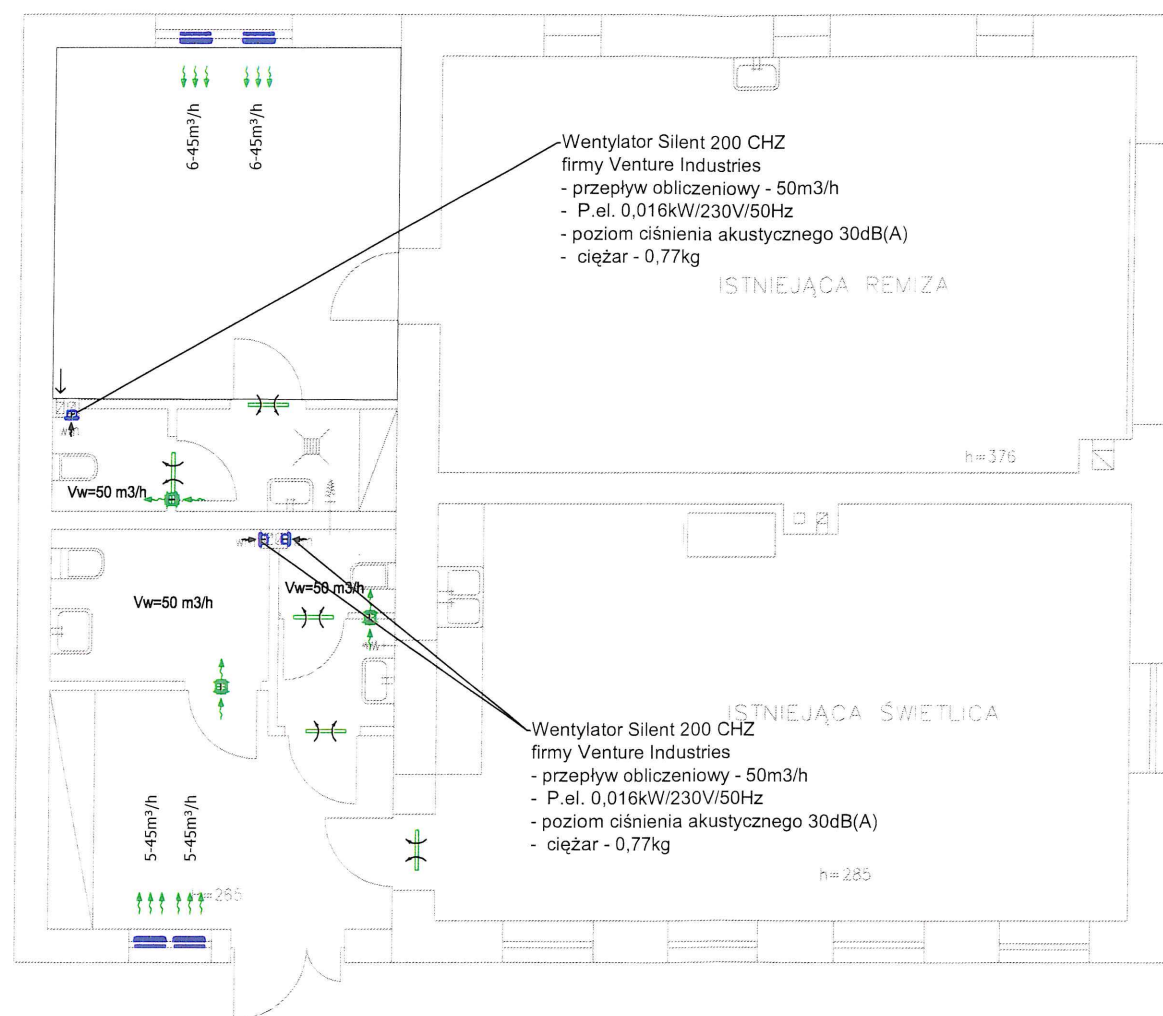 6-45m³/h
6-45m³/h
Wentylator Silent 200 CHZ
firmy Venture Industries
- przepływ obliczeniowy - 50m3/h
- P.el. 0,016kW/230V/50Hz
- poziom ciśnienia akustycznego 30dB(A)
- ciężar - 0,77kg
ISTNIEJĄCA REMIZA
h=376
Vw=50 m3/h
Vw=50 m3/h
Vw=50 m3/h
ISTNIEJĄCA ŚWIETLICA
Wentylator Silent 200 CHZ
firmy Venture Industries
- przepływ obliczeniowy - 50m3/h
- P.el. 0,016kW/230V/50Hz
- poziom ciśnienia akustycznego 30dB(A)
- ciężar - 0,77kg
5-45m³/h
5-45m³/h
h=285
h=285